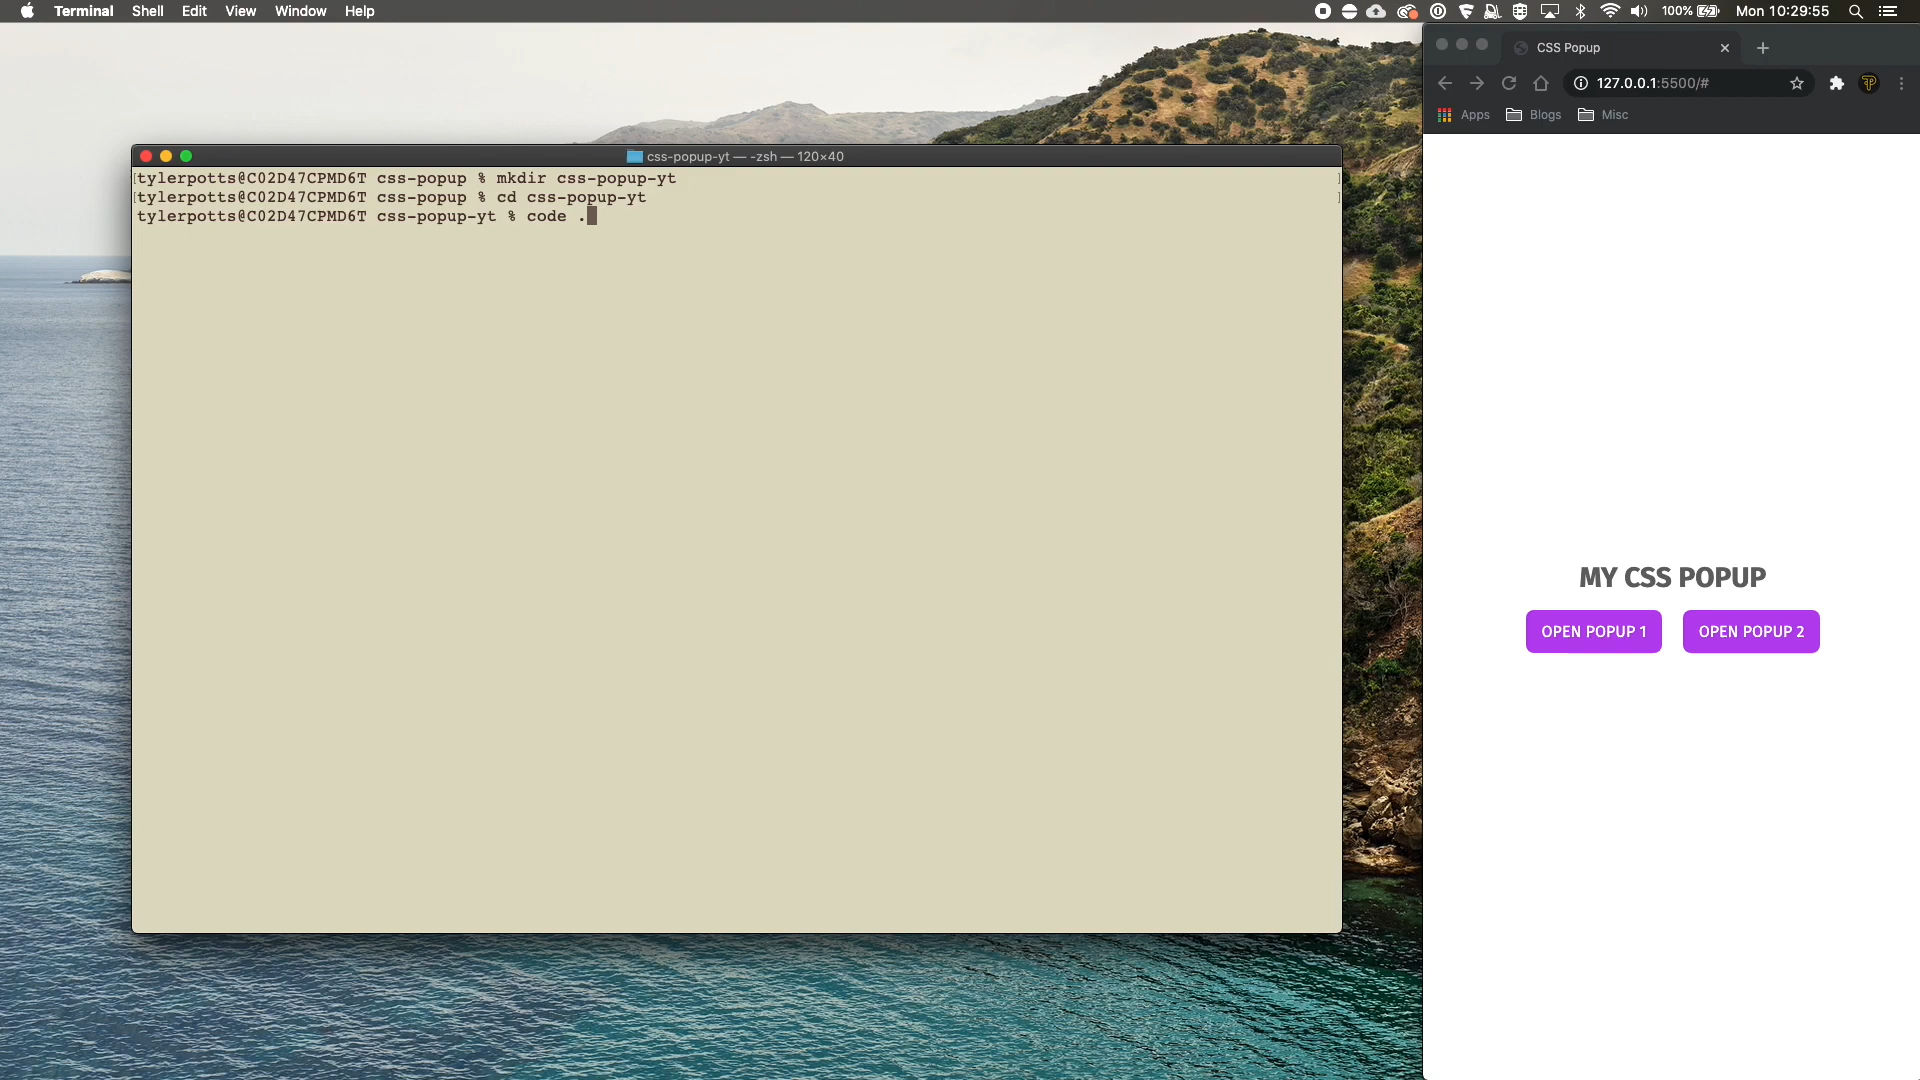 Terminal Shell Edit View Window Help 100% Mon 10:29:55
CSS Popup
127.0.0.1:5500/#
Apps Blogs Misc
css-popup-yt — -zsh — 120×40
tylerpotts@C02D47CPMD6T css-popup % mkdir css-popup-yt
tylerpotts@C02D47CPMD6T css-popup % cd css-popup-yt
tylerpotts@C02D47CPMD6T css-popup-yt % code .
MY CSS POPUP
OPEN POPUP 1 OPEN POPUP 2